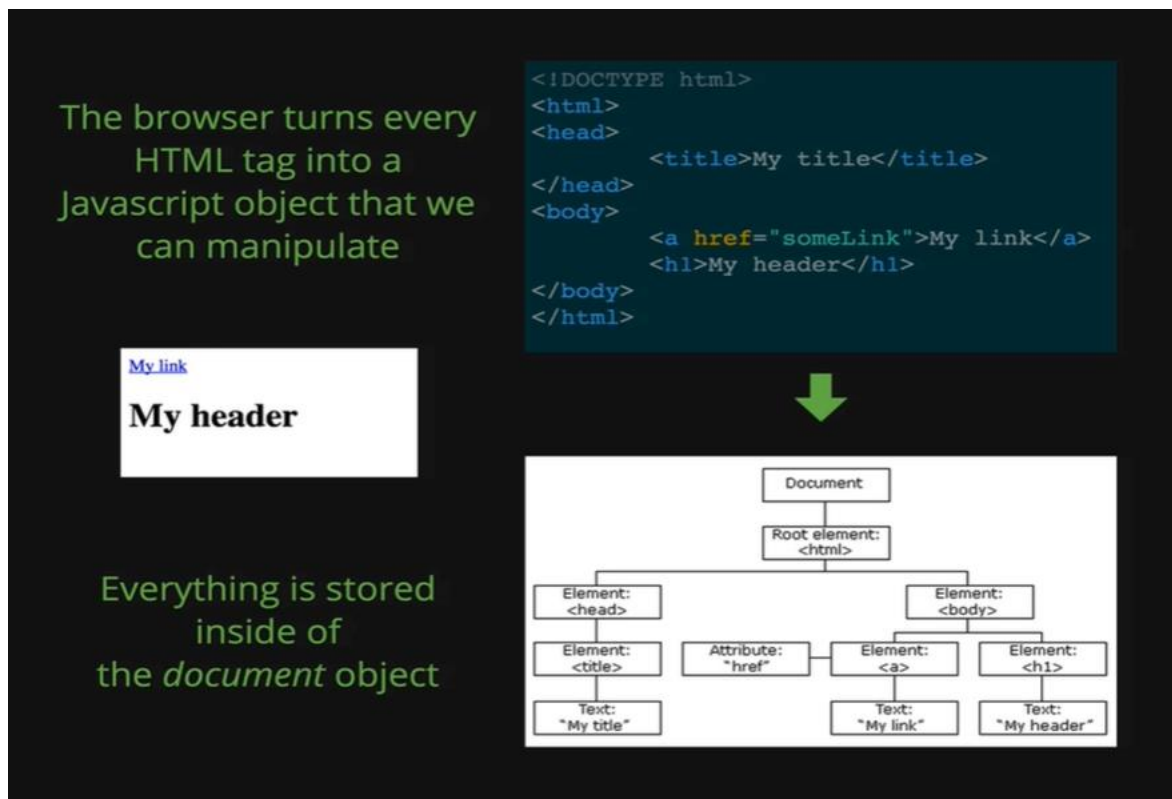 The browser turns every
HTML tag into a
Javascript object that we
can manipulate
<!DOCTYPE html>
<html>
<head>
<title>My title</title>
</head>
<body>
<a href="someLink">My link</a>
<h1>My header</h1>
</body>
</html>
My link
My header
Everything is stored
inside of
the document object
Document
Root element:
<html>
Element:
<head>
Element:
<body>
Element:
<title>
Attribute:
"href"
Element:
<a>
Element:
<h1>
Text:
"My title"
Text:
"My link"
Text:
"My header"